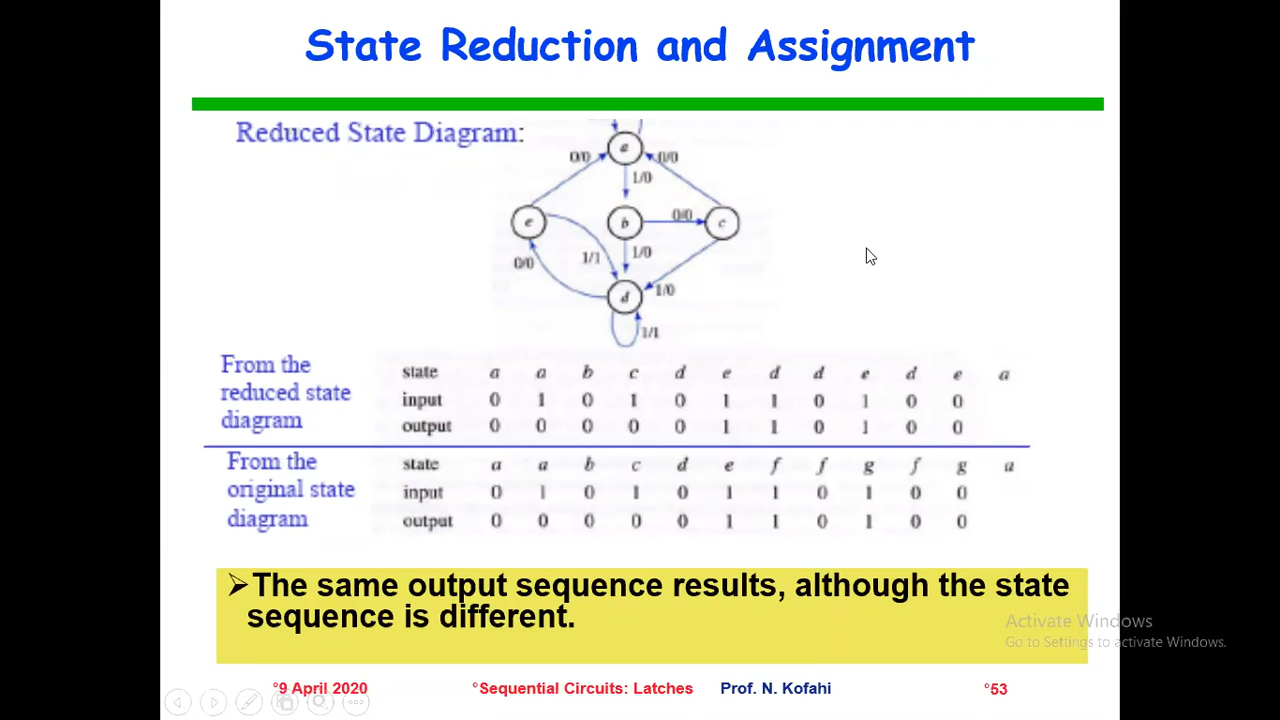 State Reduction and Assignment
Reduced State Diagram:
a
0/0
0/0
1/0
e
b
0/0
c
0/0
1/1
1/0
d
1/0
1/1
From the
reduced state
diagram
state a a b c d e d d e d e a
input 0 1 0 1 0 1 1 0 1 0 0
output 0 0 0 0 0 1 1 0 1 0 0
From the
original state
diagram
state a a b c d e f f g f g a
input 0 1 0 1 0 1 1 0 1 0 0
output 0 0 0 0 0 1 1 0 1 0 0
➢The same output sequence results, although the state
sequence is different.
Activate Windows
Go to Settings to activate Windows.
°9 April 2020 °Sequential Circuits: Latches Prof. N. Kofahi °53